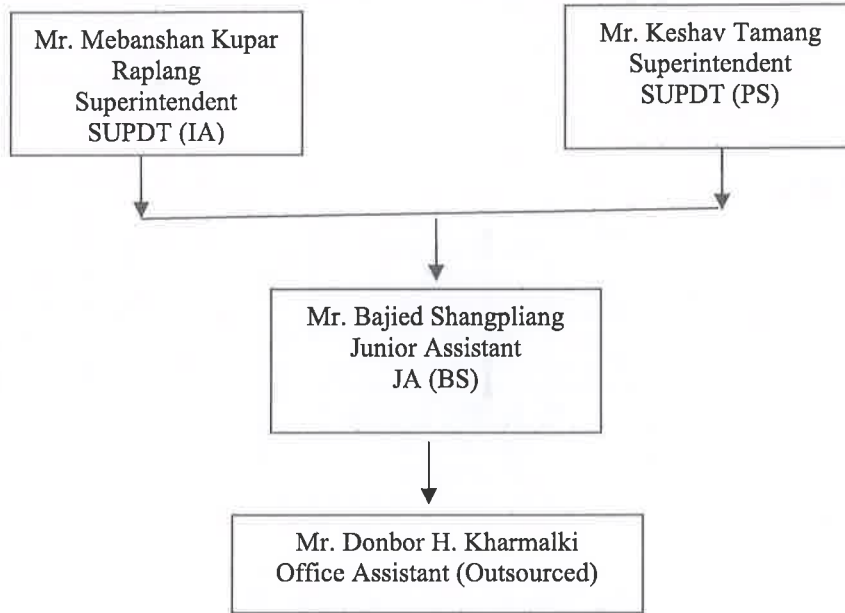 Mr. Mebanshan Kupar
Raplang
Superintendent
SUPDT (IA)
Mr. Keshav Tamang
Superintendent
SUPDT (PS)
Mr. Bajied Shangpliang
Junior Assistant
JA (BS)
Mr. Donbor H. Kharmalki
Office Assistant (Outsourced)